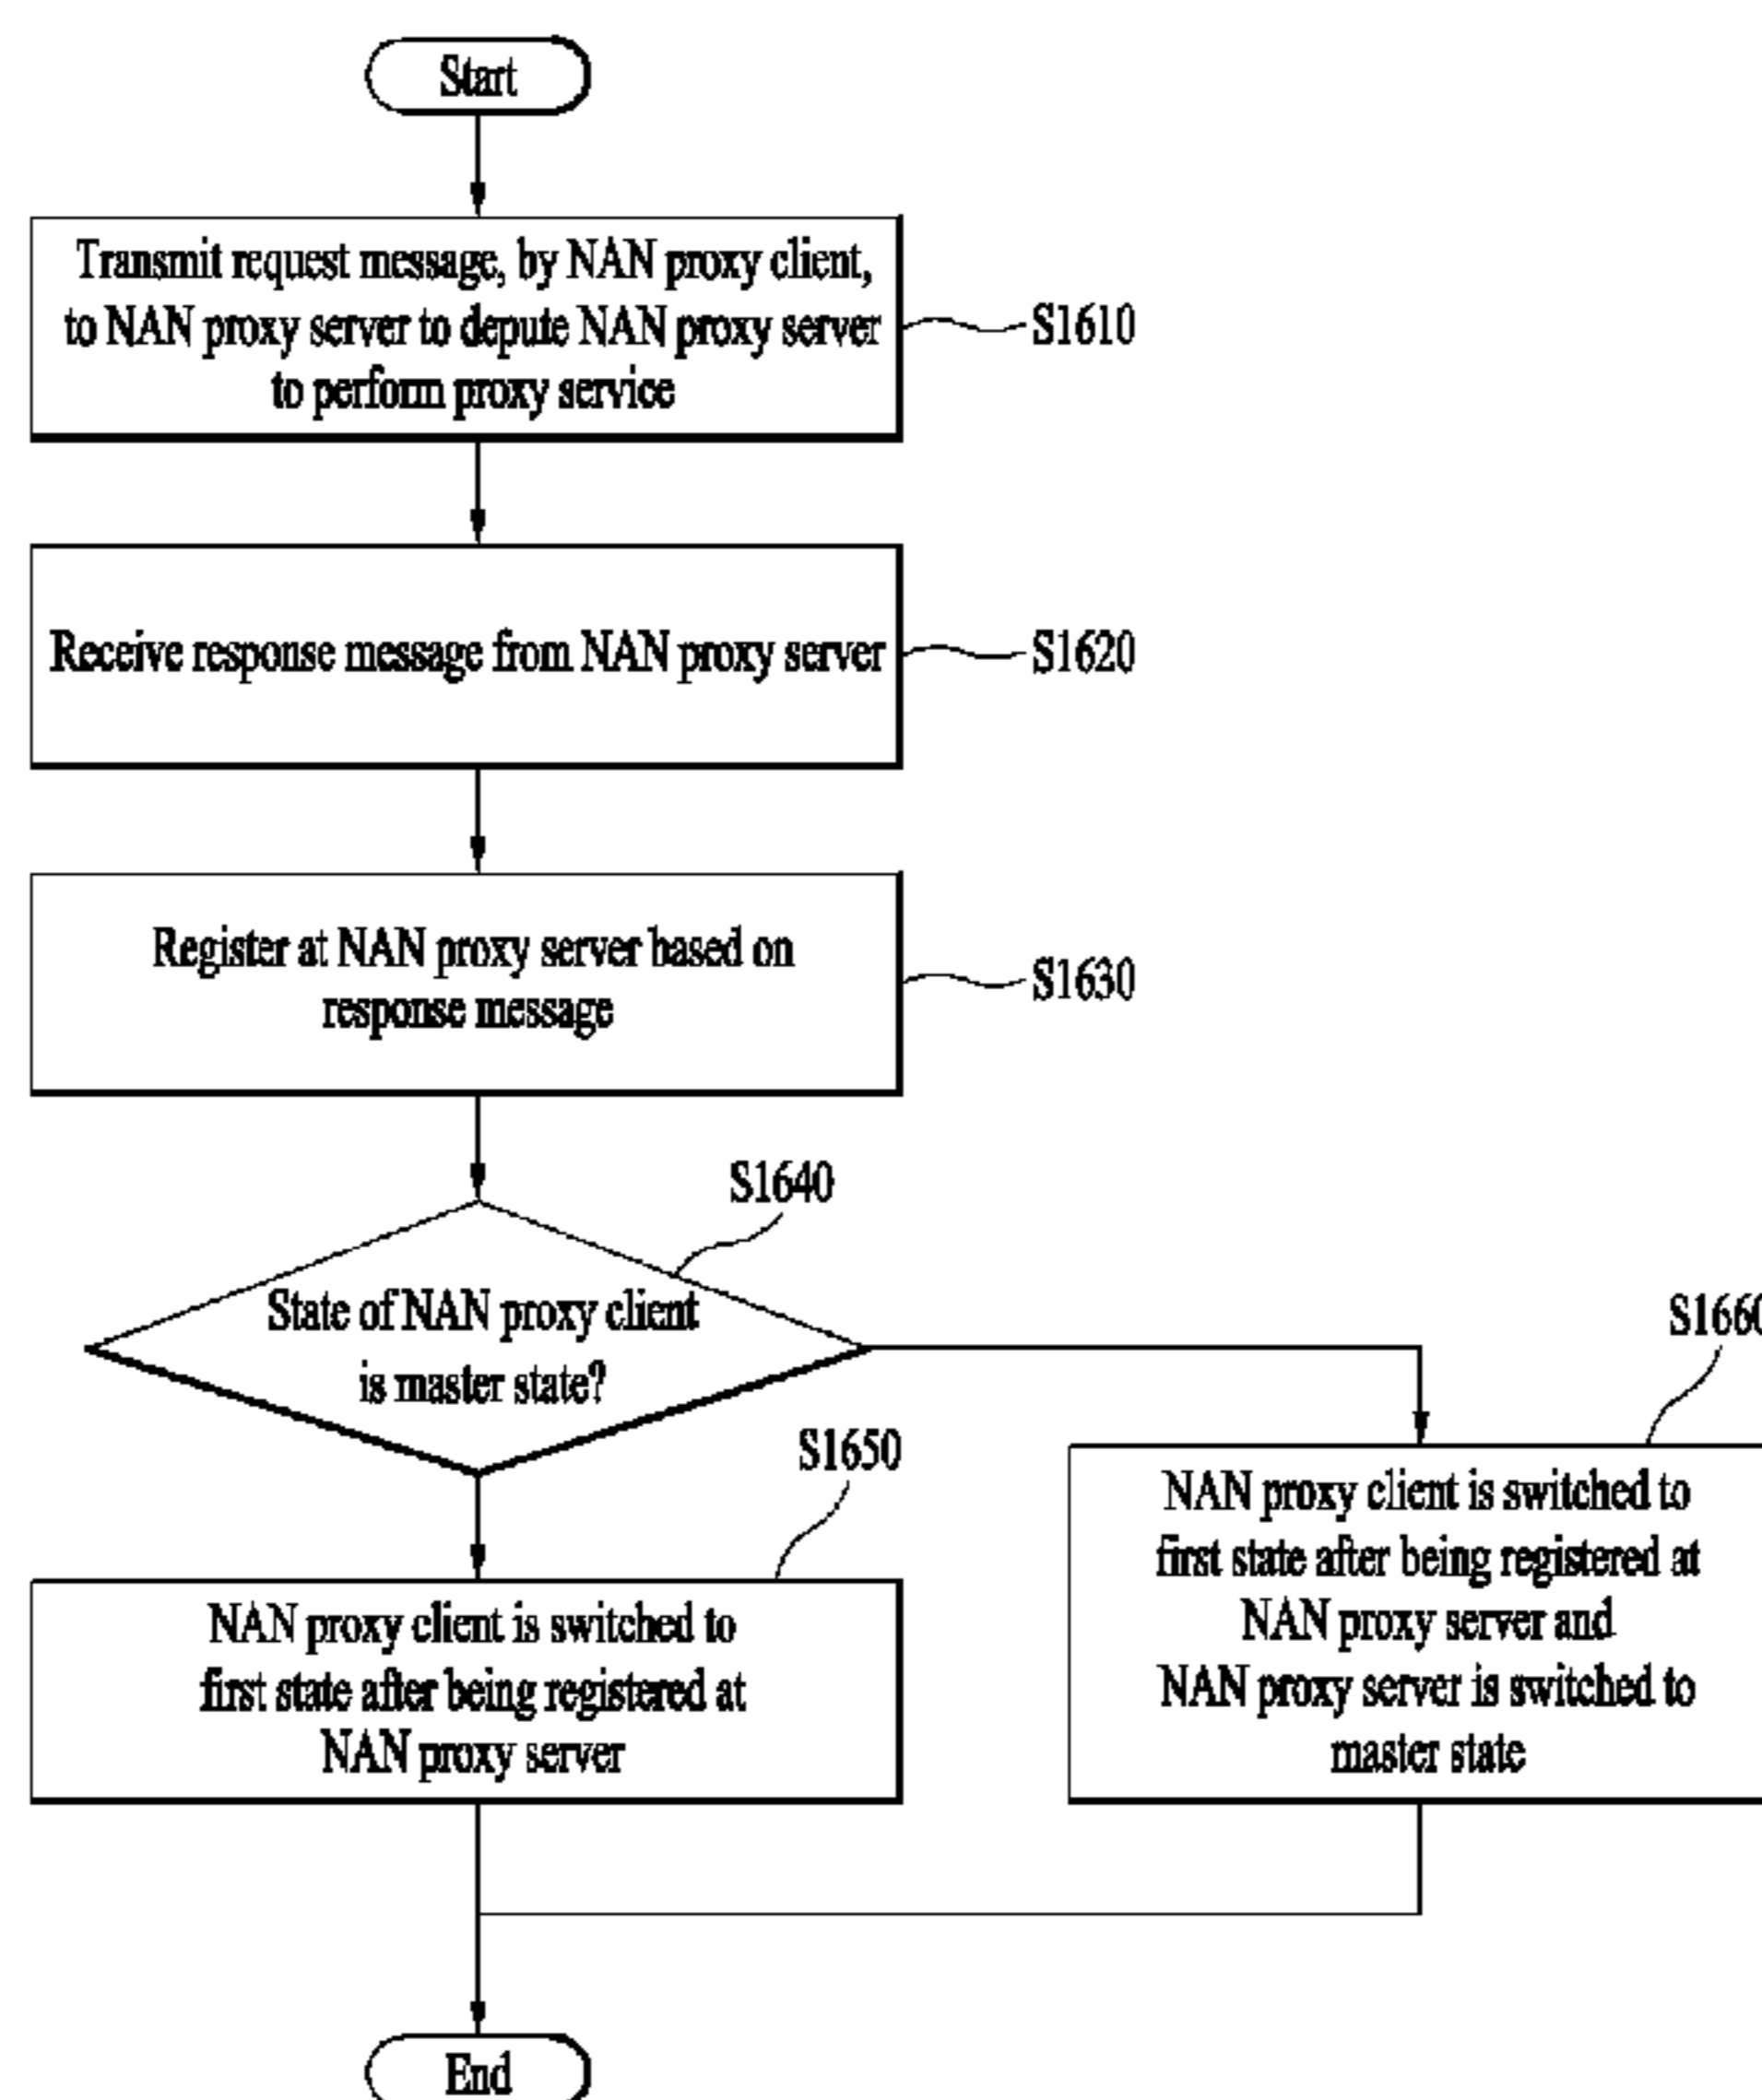 Start
Transmit request message, by NAN proxy client,
to NAN proxy server to depute NAN proxy server
to perform proxy service
S1610
Receive response message from NAN proxy server
S1620
Register at NAN proxy server based on
response message
S1630
S1640
State of NAN proxy client
is master state?
S1650
NAN proxy client is switched to
first state after being registered at
NAN proxy server
S1660
NAN proxy client is switched to
first state after being registered at
NAN proxy server and
NAN proxy server is switched to
master state
End